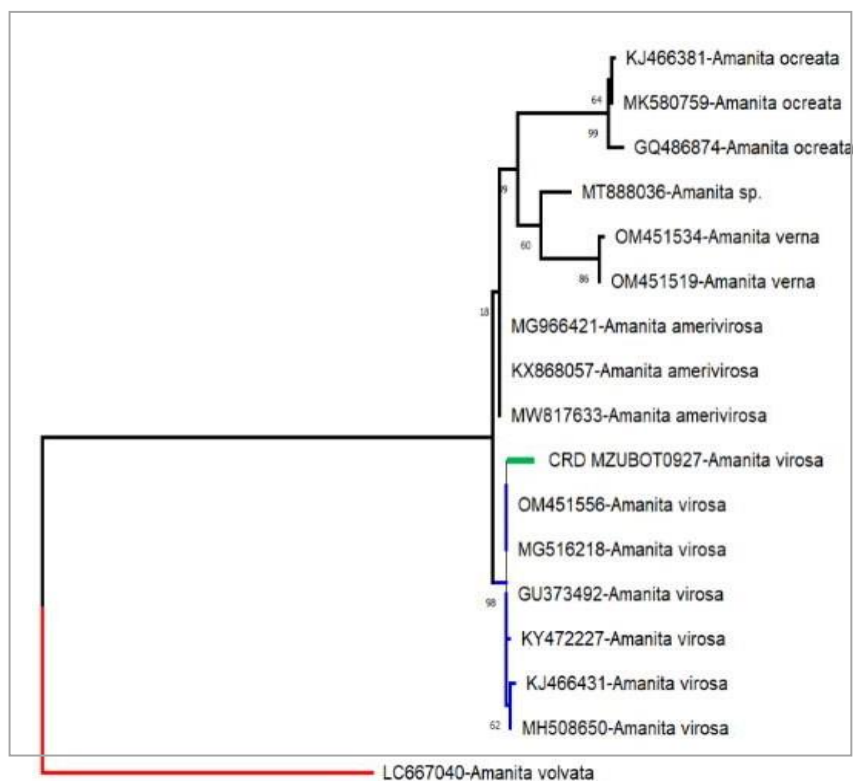 KJ466381-Amanita ocreata
64
MK580759-Amanita ocreata
99
GQ486874-Amanita ocreata
MT888036-Amanita sp.
60
OM451534-Amanita verna
86
OM451519-Amanita verna
18
MG966421-Amanita amerivirosa
KX868057-Amanita amerivirosa
MW817633-Amanita amerivirosa
CRD MZUBOT0927-Amanita virosa
OM451556-Amanita virosa
MG516218-Amanita virosa
98
GU373492-Amanita virosa
KY472227-Amanita virosa
KJ466431-Amanita virosa
62
MH508650-Amanita virosa
LC667040-Amanita volvata